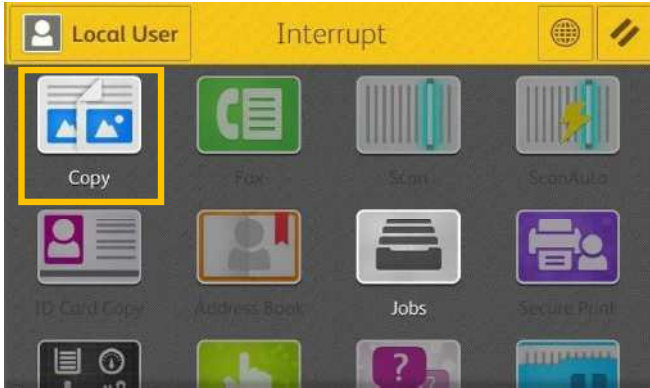 Local User
Interrupt
Copy
Fax
Scan
ScanAuto
ID Card Copy
Address Book
Jobs
Secure Print